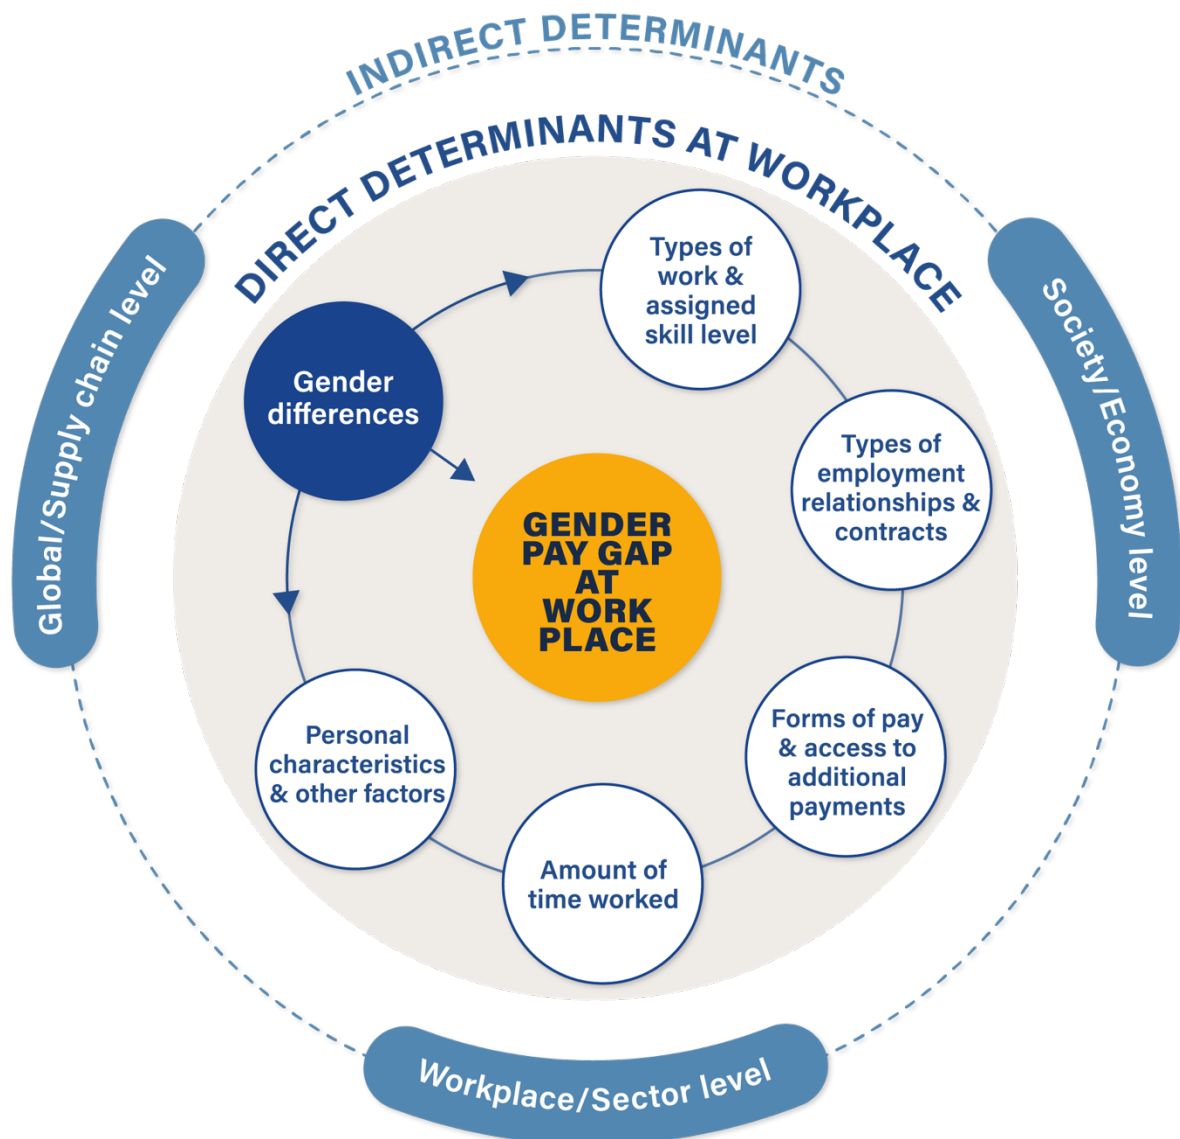 INDIRECT DETERMINANTS
DIRECT DETERMINANTS AT WORKPLACE
Global/Supply chain level
Society/Economy level
Workplace/Sector level
Gender
differences
Types of
work &
assigned
skill level
Types of
employment
relationships &
contracts
Forms of pay
& access to
additional
payments
Amount of
time worked
Personal
characteristics
& other factors
GENDER
PAY GAP
AT
WORK
PLACE